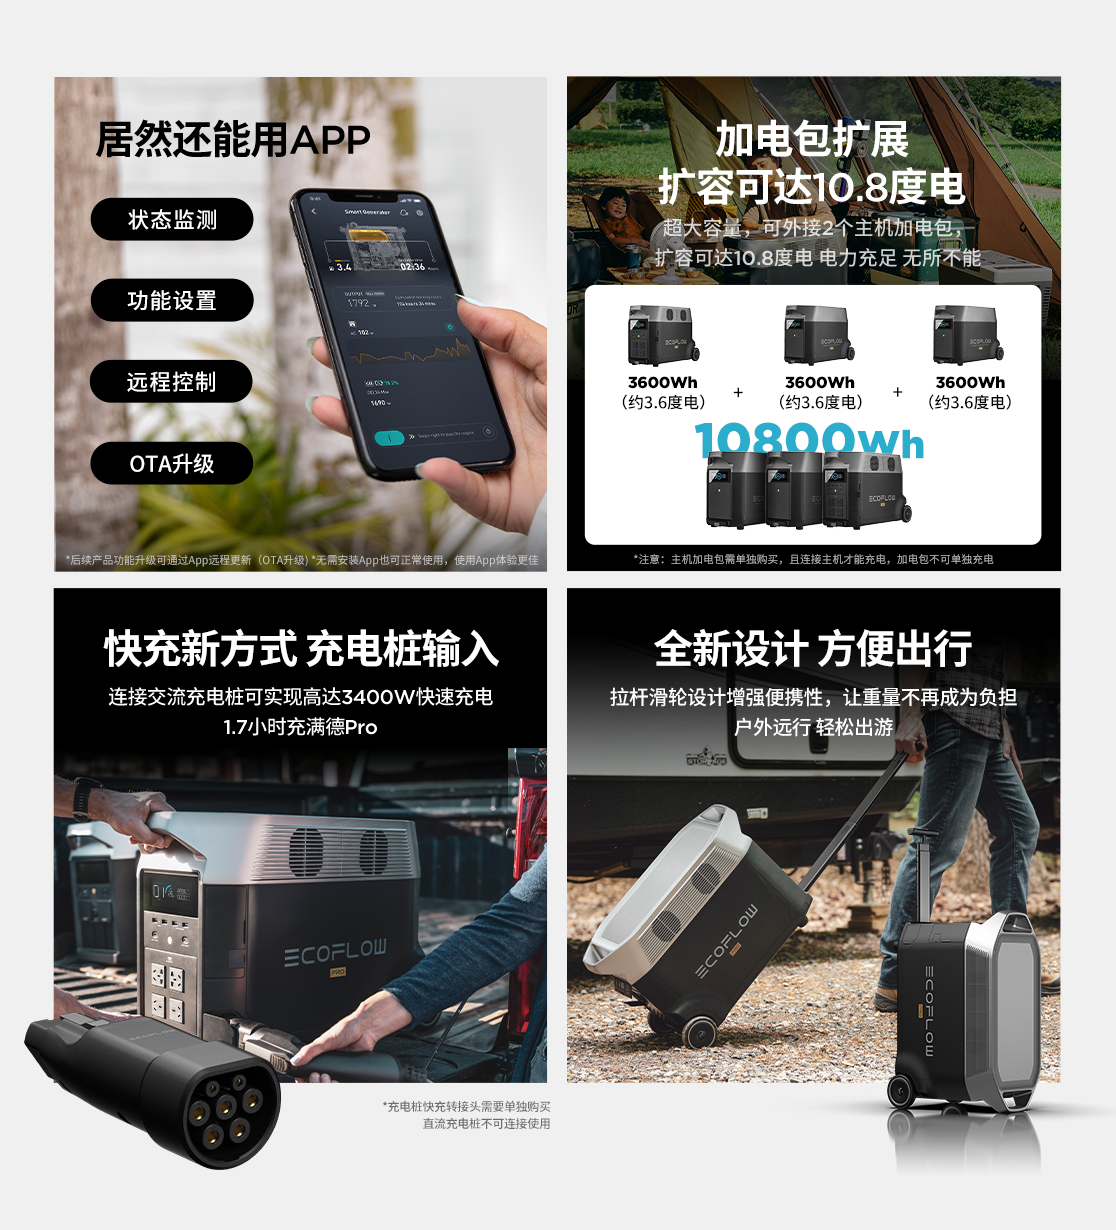 居然还能用APP
状态监测
功能设置
远程控制
OTA升级
9:41
Smart Generator
3.4
02:36
OUTPUT
1792
AC 102 w
78.2%
1690 w
*后续产品功能升级可通过App远程更新（OTA升级) *无需安装App也可正常使用，使用App体验更佳
加电包扩展
扩容可达10.8度电
超大容量，可外接2个主机加电包，
扩容可达10.8度电 电力充足 无所不能
3600Wh
（约3.6度电）
+
3600Wh
（约3.6度电）
+
3600Wh
（约3.6度电）
10800Wh
ECOFLOW
*注意：主机加电包需单独购买，且连接主机才能充电，加电包不可单独充电
快充新方式 充电桩输入
连接交流充电桩可实现高达3400W快速充电
1.7小时充满德Pro
ECOFLOW
PRO
*充电桩快充转接头需要单独购买
直流充电桩不可连接使用
全新设计 方便出行
拉杆滑轮设计增强便携性，让重量不再成为负担
户外远行 轻松出游
ECOFLOW
PRO
ECOFLOW